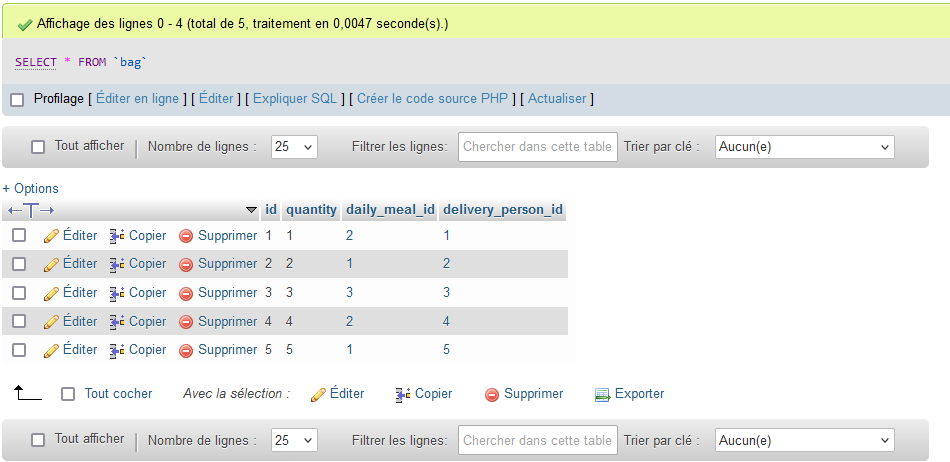 Affichage des lignes 0 - 4 (total de 5, traitement en 0,0047 seconde(s).)
SELECT * FROM `bag`
Profilage [ Éditer en ligne ] [ Éditer ] [ Expliquer SQL ] [ Créer le code source PHP ] [ Actualiser ]
Tout afficher | Nombre de lignes : 25 Filtrer les lignes: Chercher dans cette table Trier par clé : Aucun(e)
+ Options
←T→ id quantity daily_meal_id delivery_person_id
Éditer Copier Supprimer 1 1 2 1
Éditer Copier Supprimer 2 2 1 2
Éditer Copier Supprimer 3 3 3 3
Éditer Copier Supprimer 4 4 2 4
Éditer Copier Supprimer 5 5 1 5
Tout cocher Avec la sélection : Éditer Copier Supprimer Exporter
Tout afficher | Nombre de lignes : 25 Filtrer les lignes: Chercher dans cette table Trier par clé : Aucun(e)